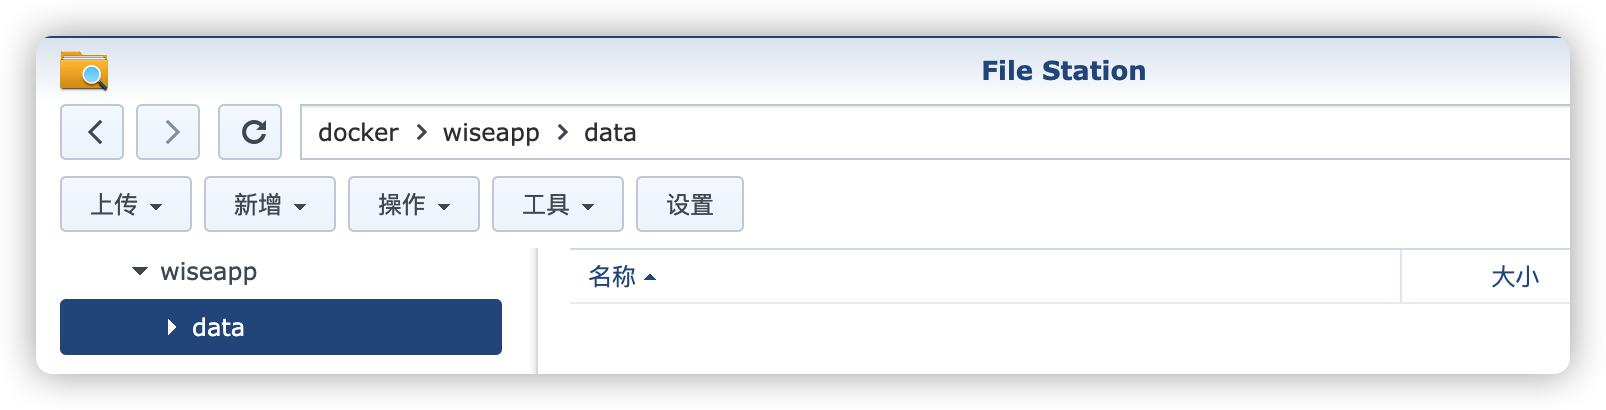 File Station
docker > wiseapp > data
上传 新增 操作 工具 设置
wiseapp
data
名称 大小